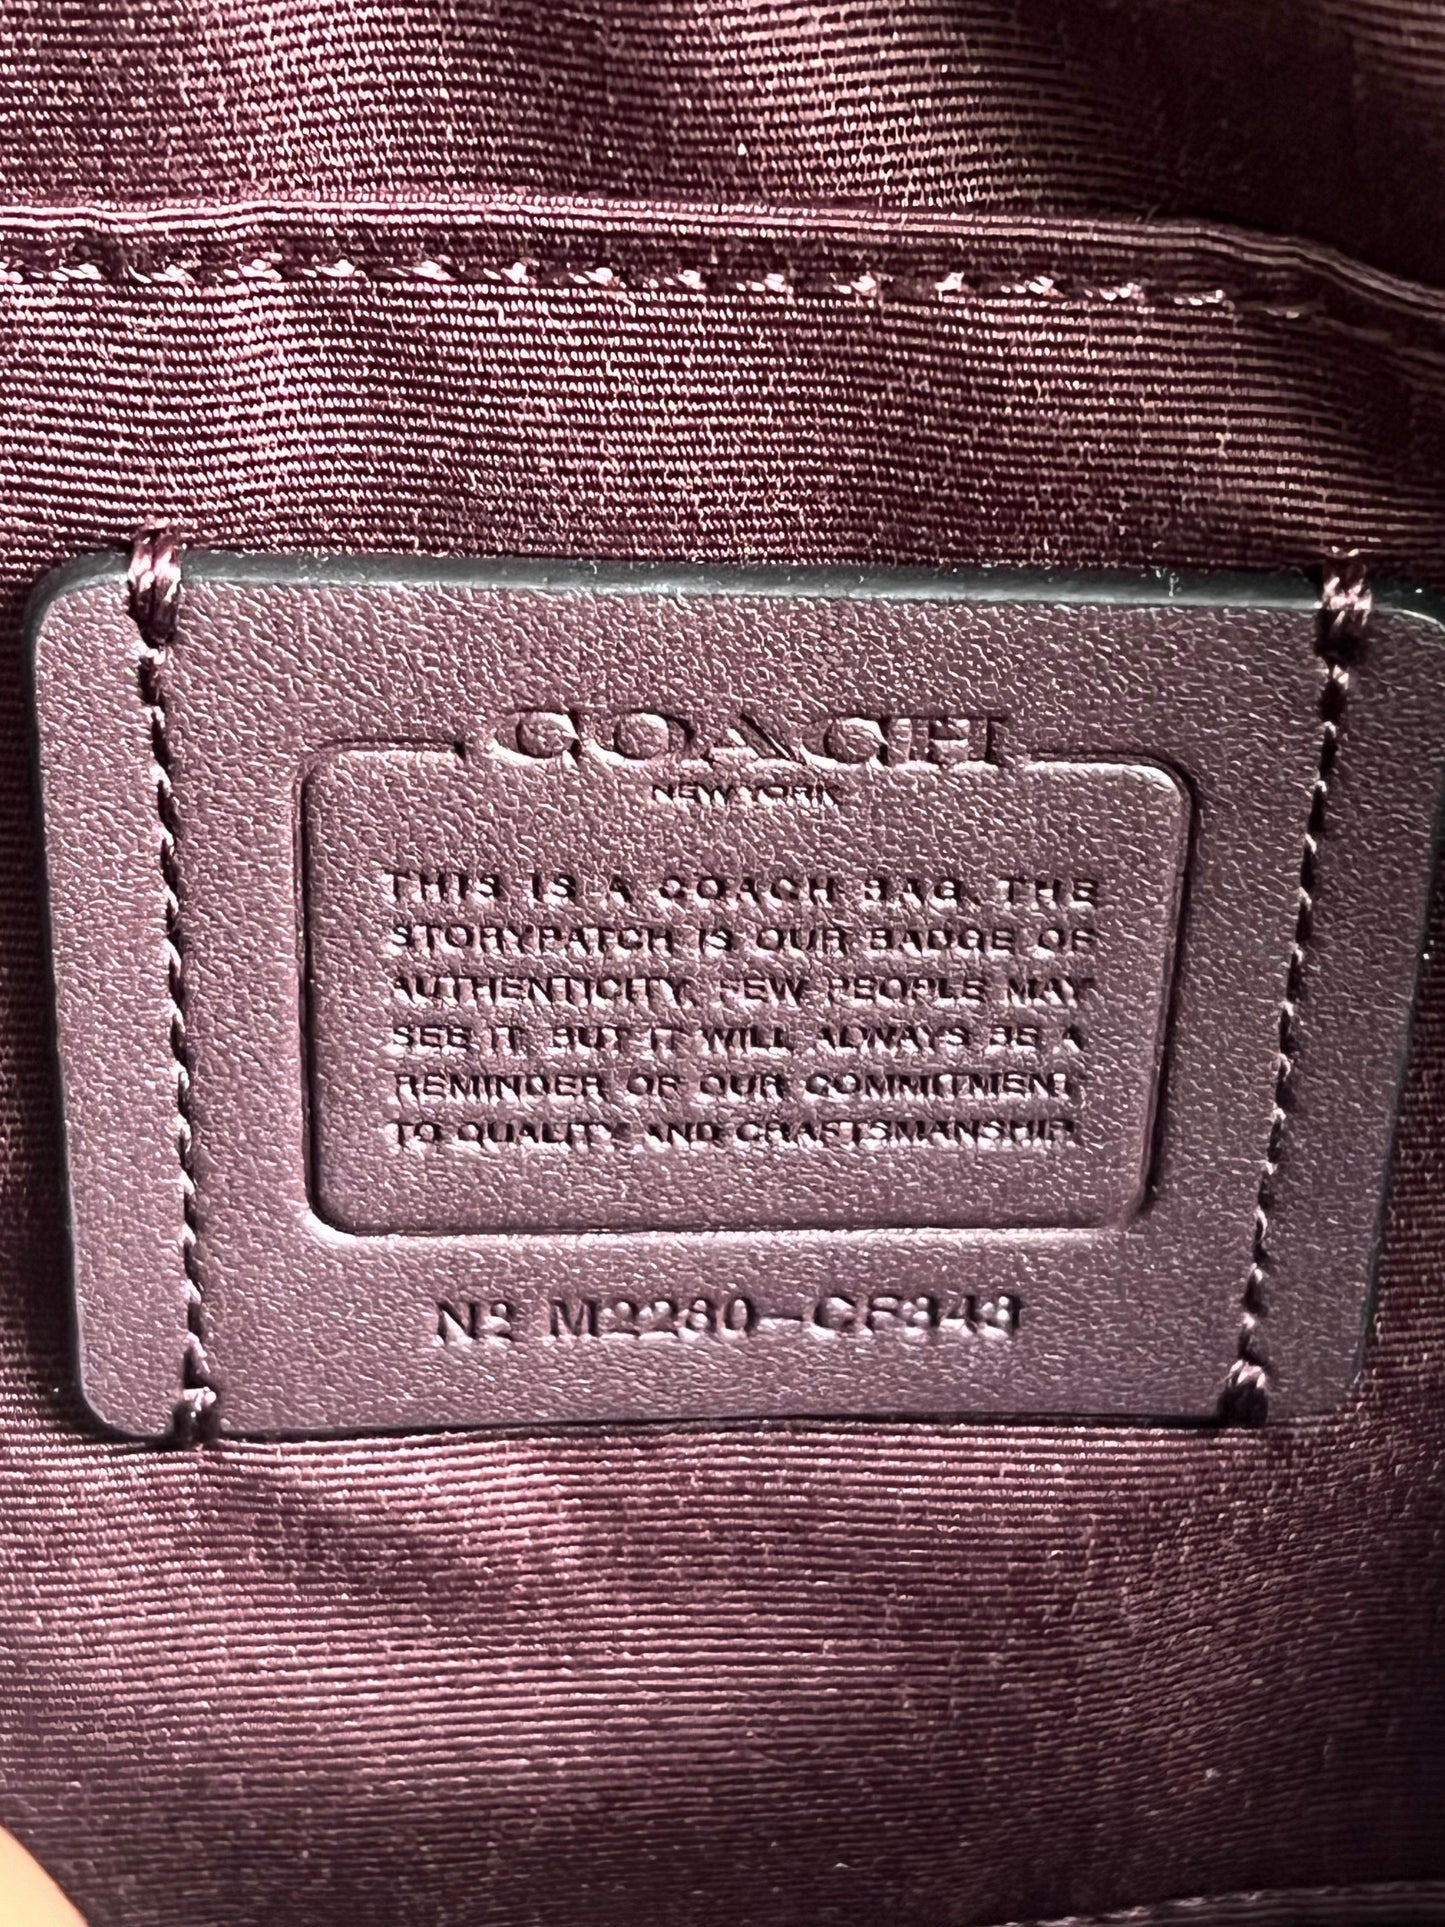 COACH
NEW YORK
THIS IS A COACH BAG. THE
STORYPATCH IS OUR BADGE OF
AUTHENTICITY. FEW PEOPLE MAY
SEE IT. BUT IT WILL ALWAYS BE A
REMINDER OF OUR COMMITMENT
TO QUALITY AND CRAFTSMANSHIP.
Nº M2280-CF343